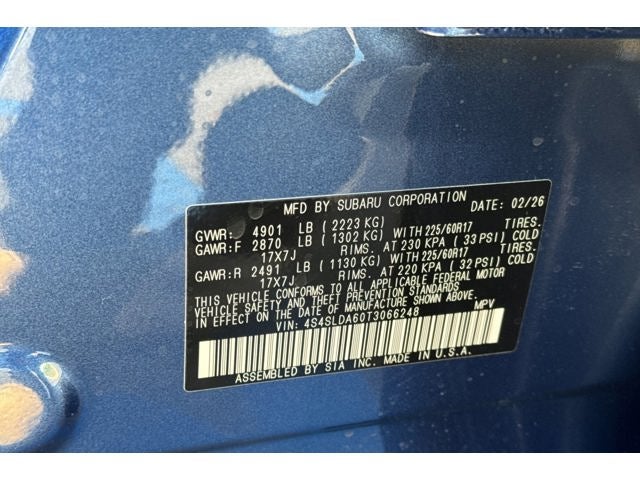 MFD BY SUBARU CORPORATION DATE: 02/26
GVWR: 4901 LB ( 2223 KG)
GAWR:F 2870 LB ( 1302 KG) WITH 225/60R17 TIRES.
17X7J RIMS. AT 230 KPA ( 33 PSI) COLD
GAWR:R 2491 LB ( 1130 KG) WITH 225/60R17 TIRES.
17X7J RIMS. AT 220 KPA ( 32 PSI) COLD
THIS VEHICLE CONFORMS TO ALL APPLICABLE FEDERAL MOTOR
VEHICLE SAFETY AND THEFT PREVENTION STANDARDS
IN EFFECT ON THE DATE OF MANUFACTURE SHOWN ABOVE.
VIN: 4S4SLDA60T3066248 MPV
ASSEMBLED BY SIA INC. MADE IN U.S.A.